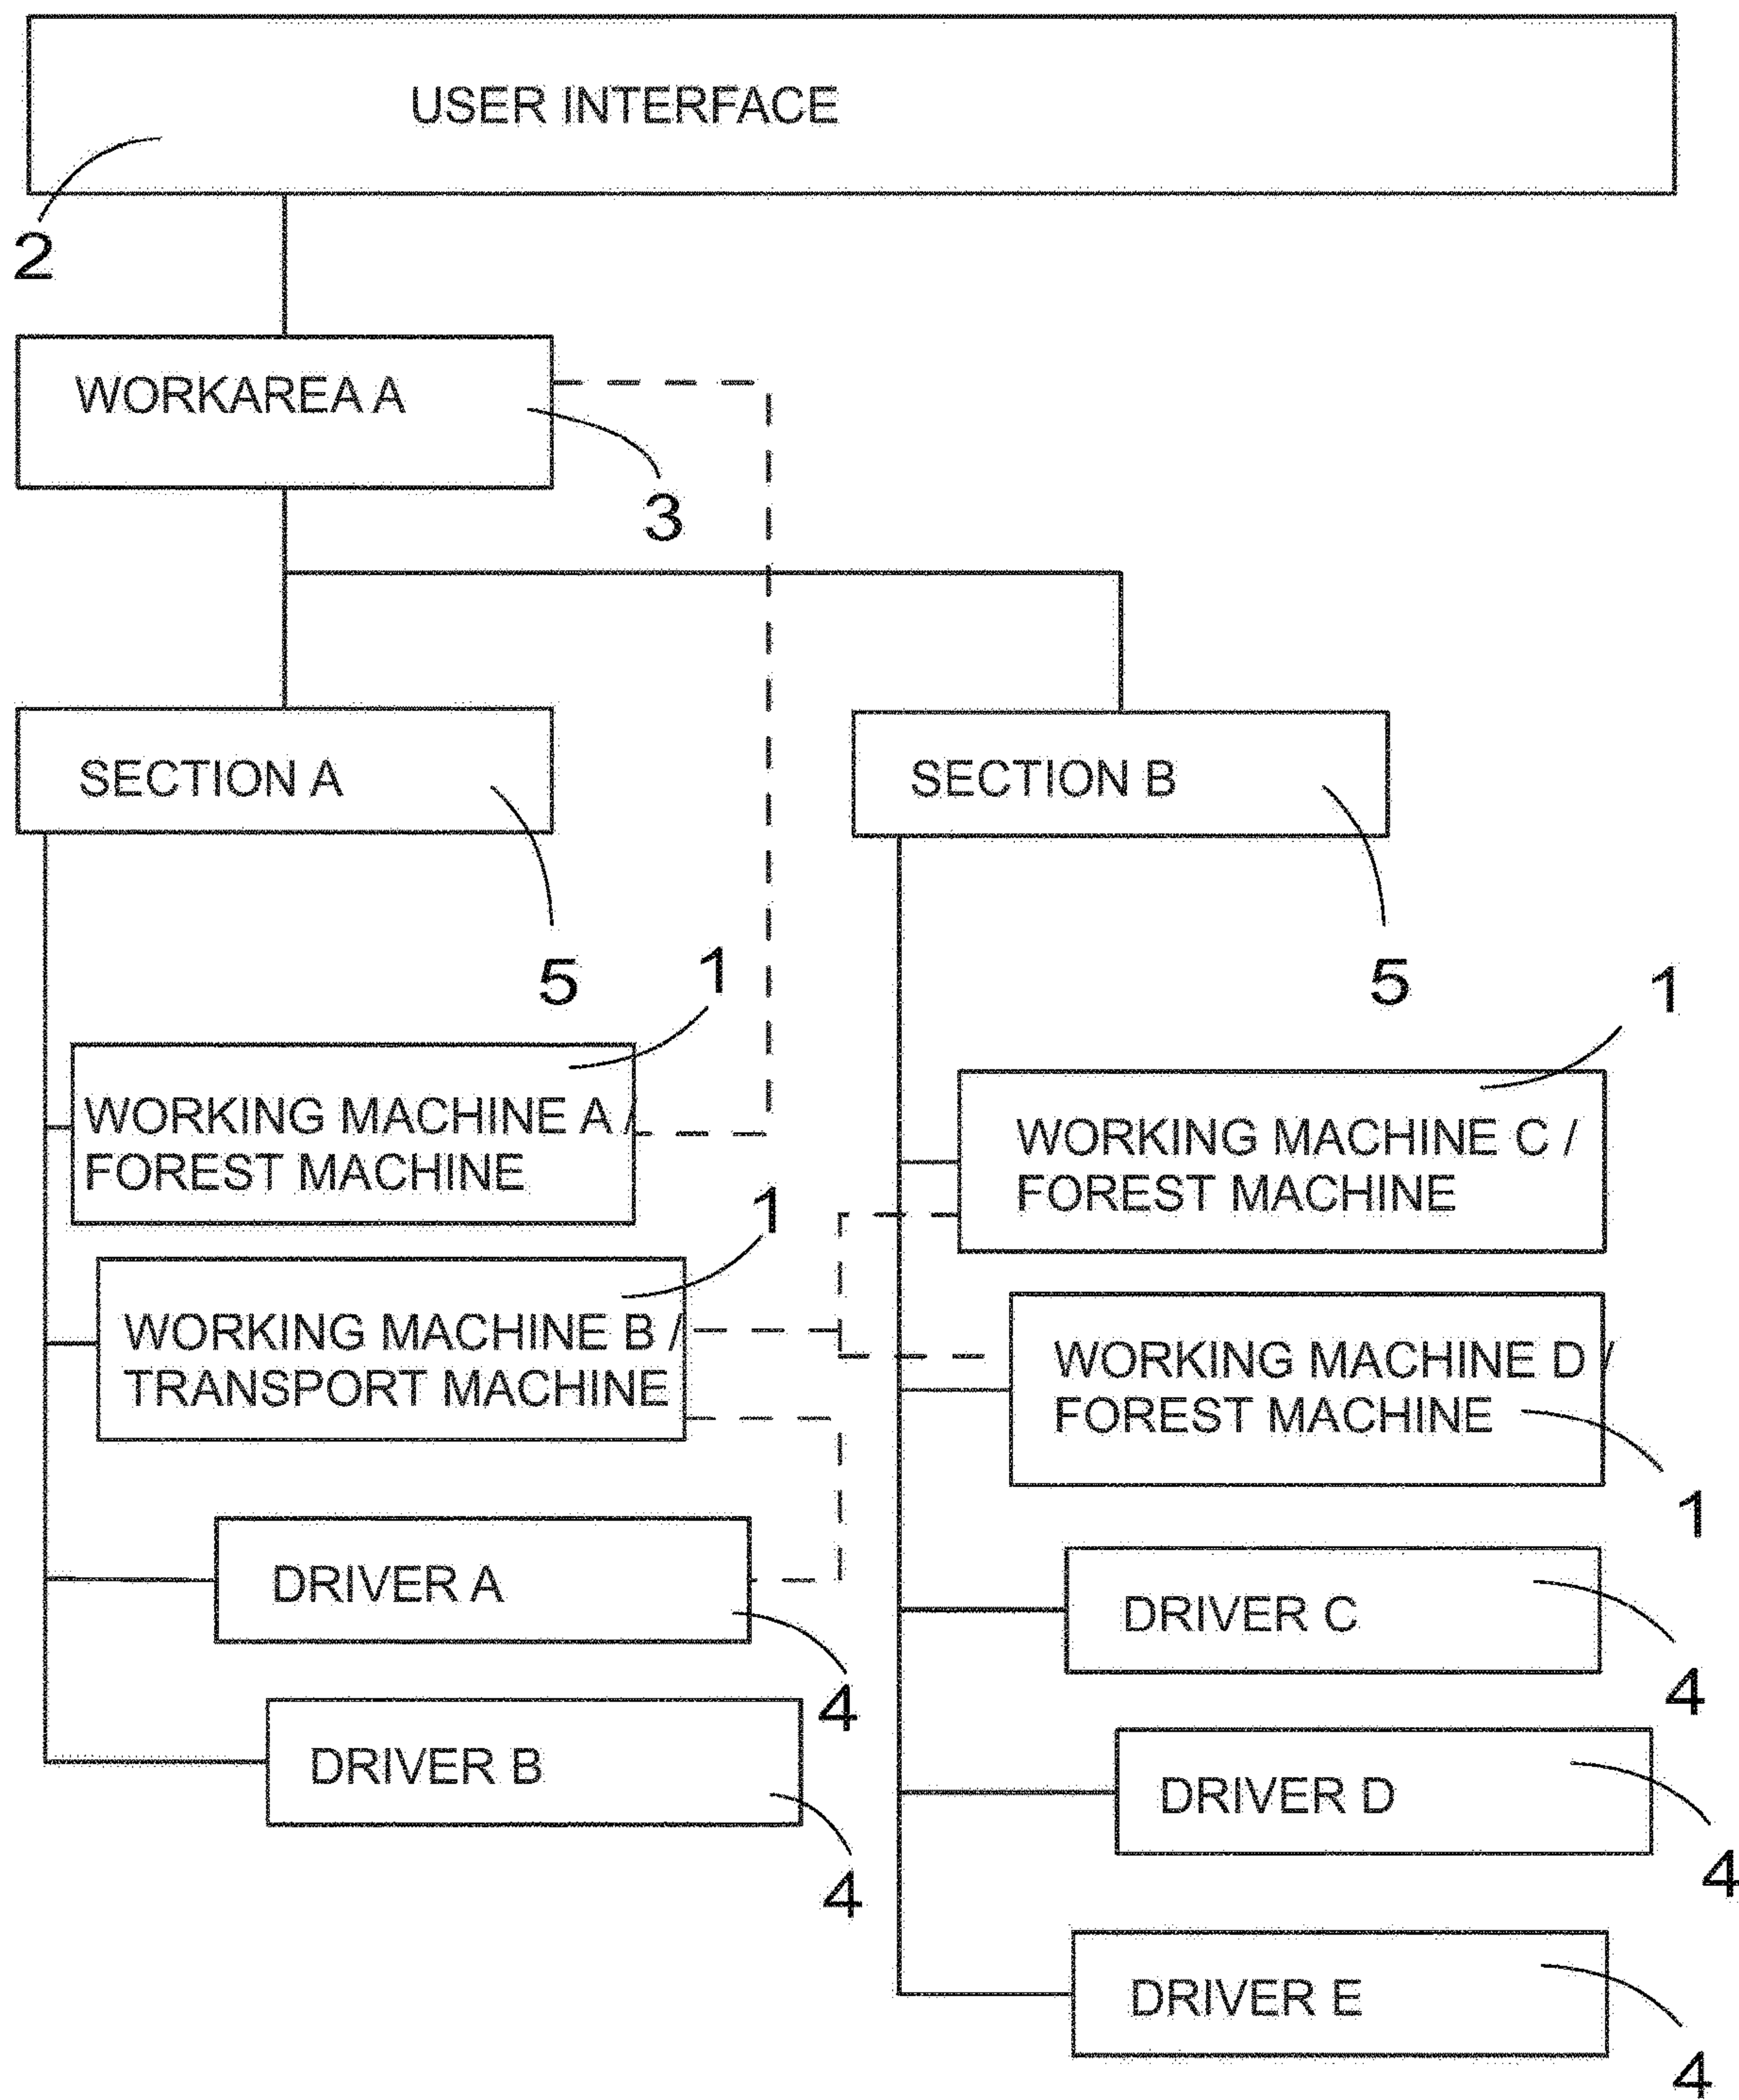 USER INTERFACE
2
WORKAREA A
3
SECTION A
5
SECTION B
5
1
WORKING MACHINE A /
FOREST MACHINE
1
WORKING MACHINE B /
TRANSPORT MACHINE
DRIVER A
4
DRIVER B
4
1
WORKING MACHINE C /
FOREST MACHINE
WORKING MACHINE D /
FOREST MACHINE
1
DRIVER C
4
DRIVER D
4
DRIVER E
4